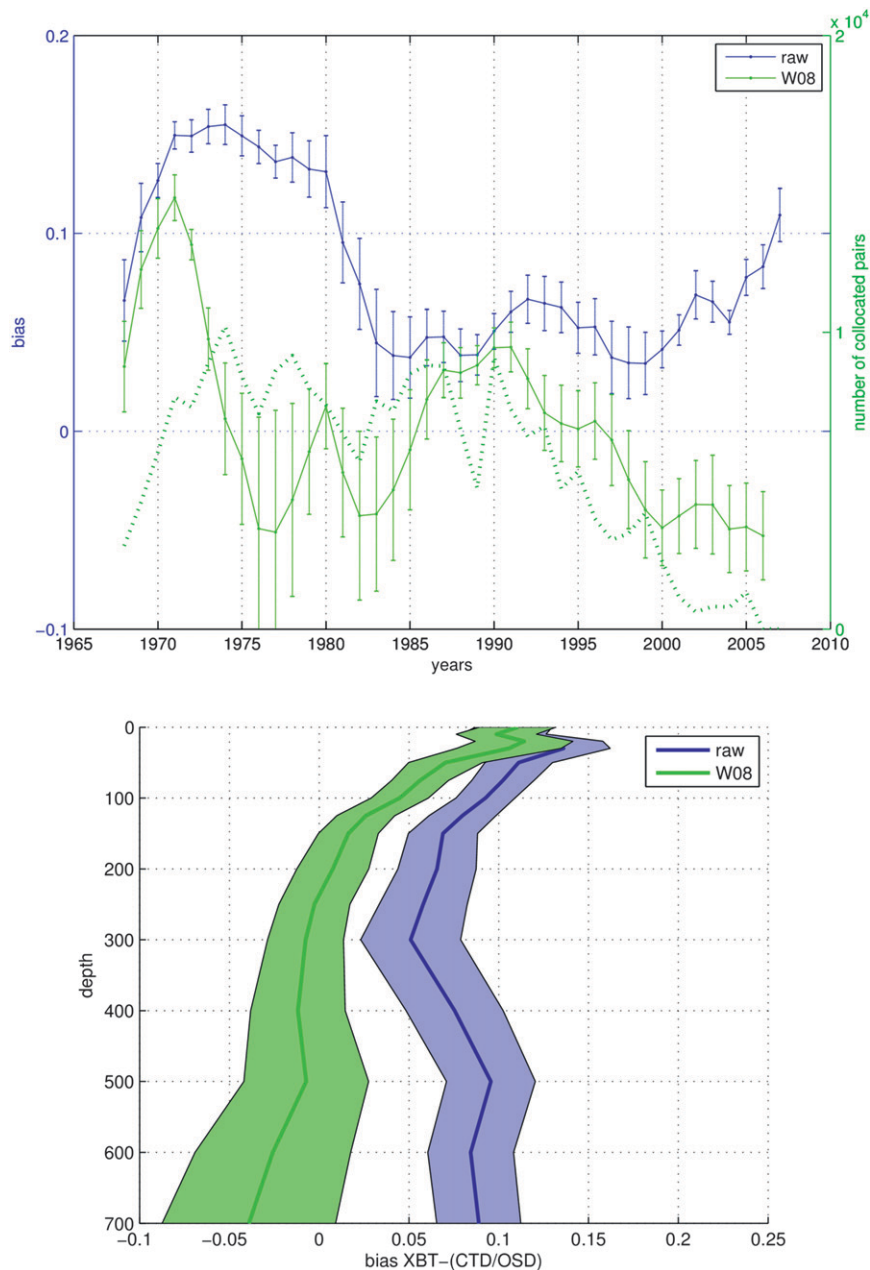 x 10⁴
0.2
2
raw
W08
0.1
1
bias
number of collocated pairs
0
−0.1
0
1965 1970 1975 1980 1985 1990 1995 2000 2005 2010
years
0
raw
W08
100
200
300
depth
400
500
600
700
−0.1 −0.05 0 0.05 0.1 0.15 0.2 0.25
bias XBT−(CTD/OSD)